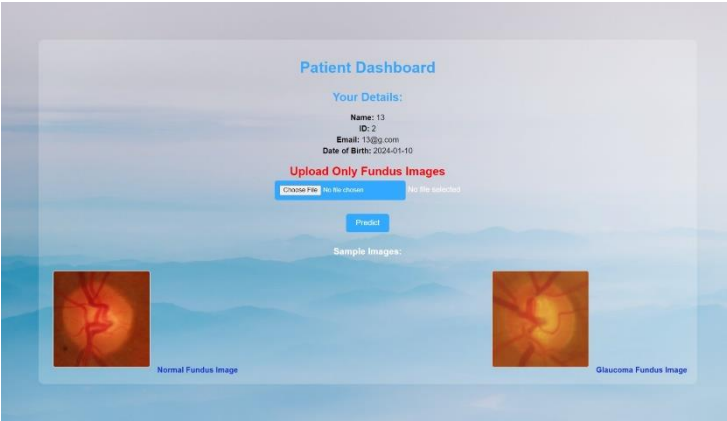 Patient Dashboard
Your Details:
Name: 13
ID: 2
Email: 13@g.com
Date of Birth: 2024-01-10
Upload Only Fundus Images
Choose File No file chosen No file selected
Predict
Sample Images:
Normal Fundus Image
Glaucoma Fundus Image